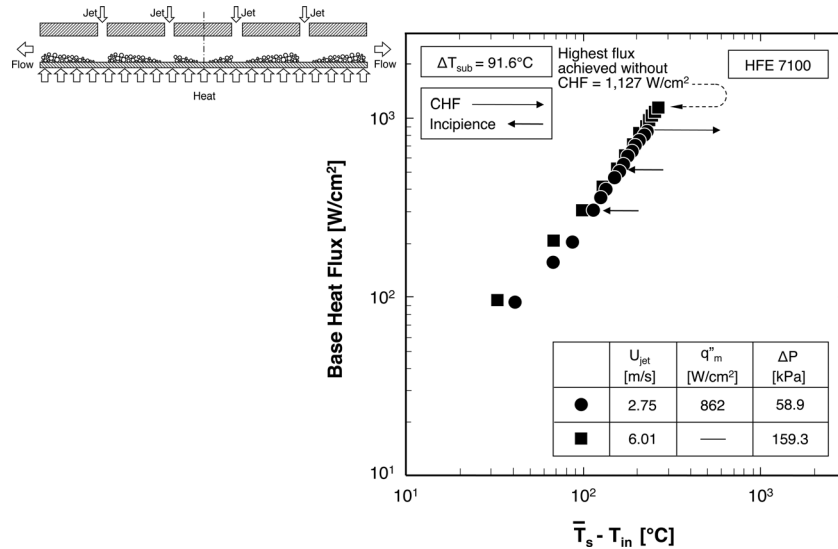 Jet Jet Jet Jet
Flow Flow
Heat
ΔT_sub = 91.6°C
Highest flux
achieved without
CHF = 1,127 W/cm²
HFE 7100
CHF
Incipience
Base Heat Flux [W/cm²]
10³
10²
10¹
U_jet [m/s] q"_m [W/cm²] ΔP [kPa]
2.75 862 58.9
6.01 — 159.3
10¹ 10² 10³
T̅_s - T_in [°C]